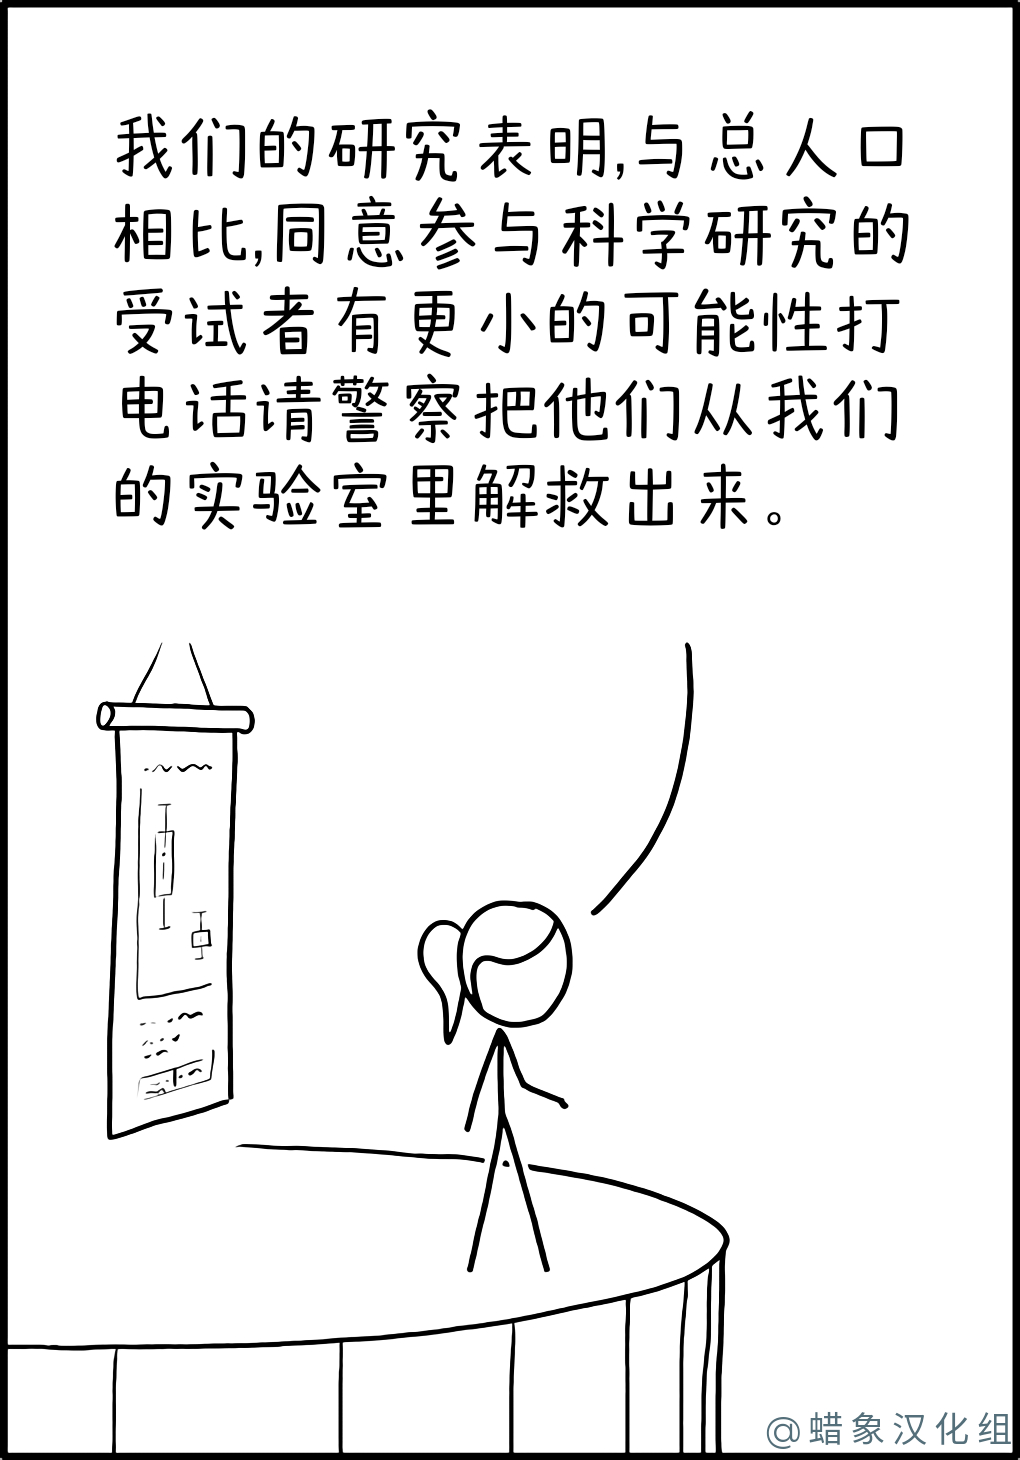 我们的研究表明,与总人口
相比,同意参与科学研究的
受试者有更小的可能性打
电话请警察把他们从我们
的实验室里解救出来。
@蜡象汉化组